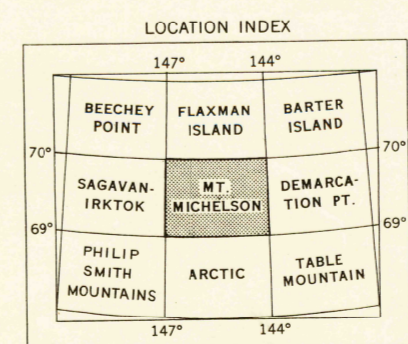 LOCATION INDEX
147° 144°
BEECHEY
POINT
FLAXMAN
ISLAND
BARTER
ISLAND
70° 70°
SAGAVAN-
IRKTOK
MT.
MICHELSON
DEMARCA-
TION PT.
69° 69°
PHILIP
SMITH
MOUNTAINS
ARCTIC
TABLE
MOUNTAIN
147° 144°